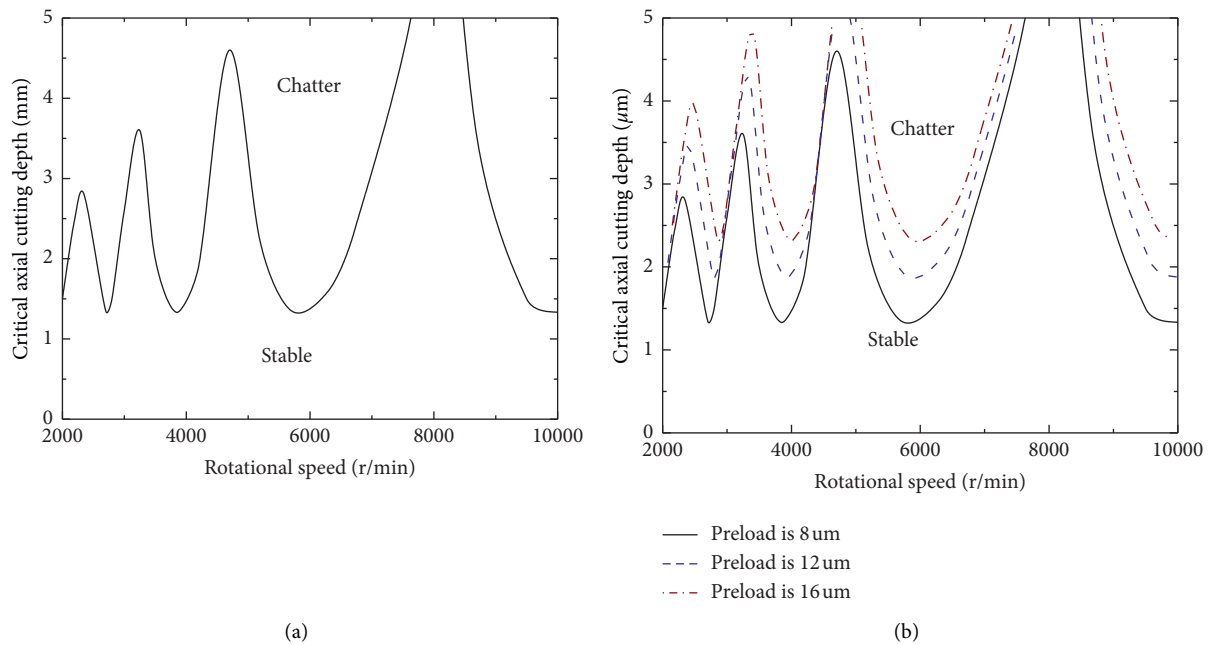 5
4
3
2
1
0
Critical axial cutting depth (mm)
Chatter
Stable
2000 4000 6000 8000 10000
Rotational speed (r/min)
(a)
5
4
3
2
1
0
Critical axial cutting depth (μm)
Chatter
Stable
2000 4000 6000 8000 10000
Rotational speed (r/min)
Preload is 8 um
Preload is 12 um
Preload is 16 um
(b)